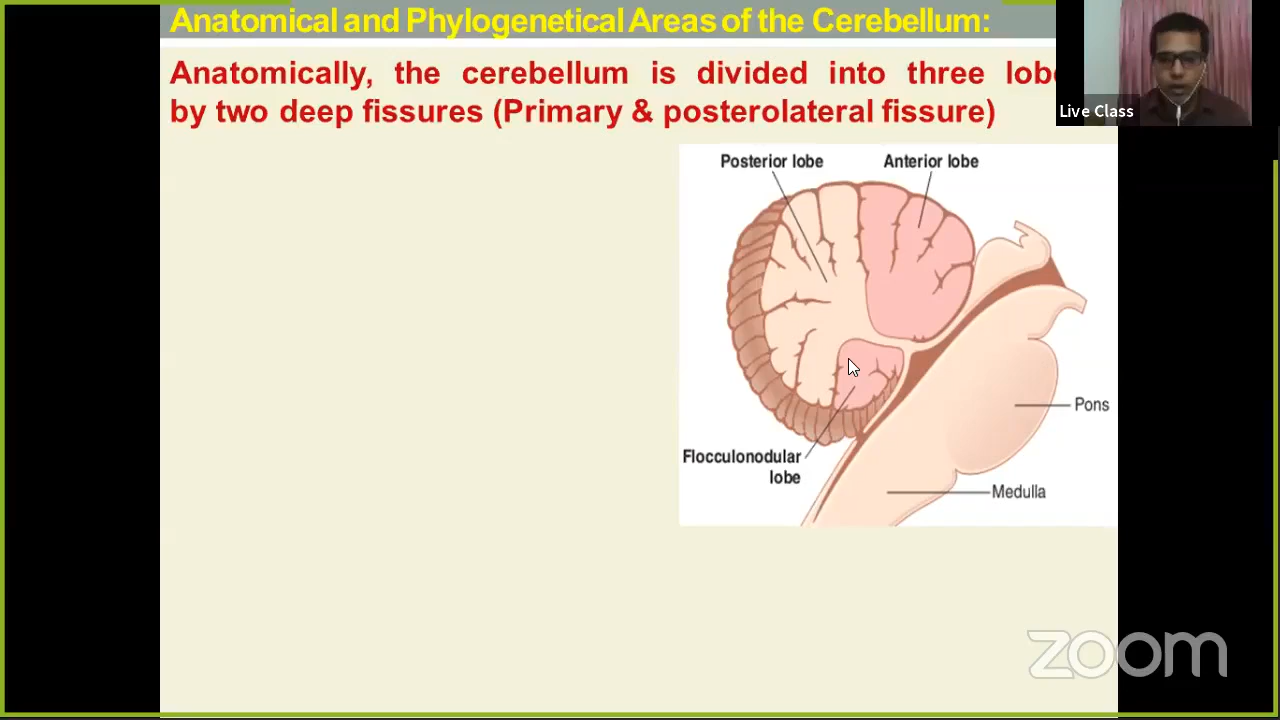 Anatomical and Phylogenetical Areas of the Cerebellum:
Anatomically, the cerebellum is divided into three
by two deep fissures (Primary & posterolateral fissure)
Live Class
Posterior lobe
Anterior lobe
Pons
Flocculonodular
lobe
Medulla
zoom